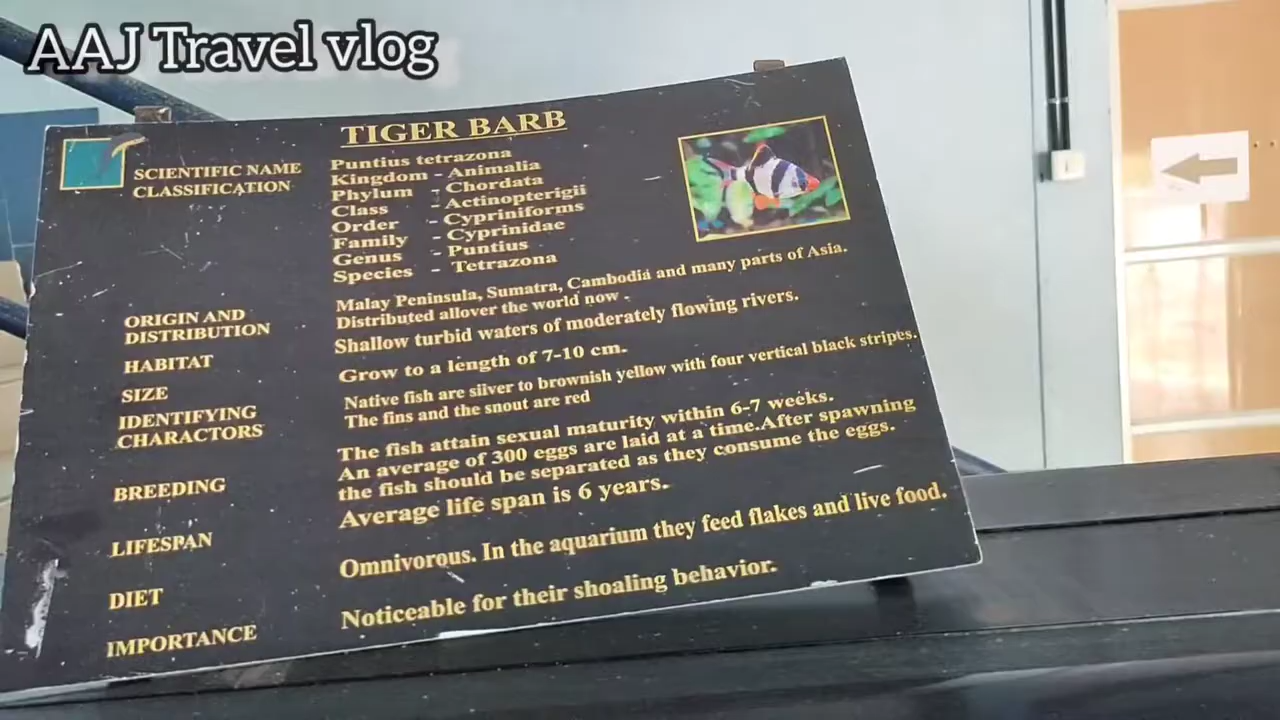 AAJ Travel vlog
TIGER BARB
SCIENTIFIC NAME Puntius tetrazona
CLASSIFICATION Kingdom - Animalia
Phylum - Chordata
Class - Actinopterigii
Order - Cypriniforms
Family - Cyprinidae
Genus - Puntius
Species - Tetrazona
ORIGIN AND DISTRIBUTION
Malay Peninsula, Sumatra, Cambodia and many parts of Asia.
Distributed allover the world now .
HABITAT
Shallow turbid waters of moderately flowing rivers.
SIZE
Grow to a length of 7-10 cm.
IDENTIFYING CHARACTORS
Native fish are silver to brownish yellow with four vertical black stripes.
The fins and the snout are red
BREEDING
The fish attain sexual maturity within 6-7 weeks.
An average of 300 eggs are laid at a time.After spawning
the fish should be separated as they consume the eggs.
LIFESPAN
Average life span is 6 years.
DIET
Omnivorous. In the aquarium they feed flakes and live food.
IMPORTANCE
Noticeable for their shoaling behavior.